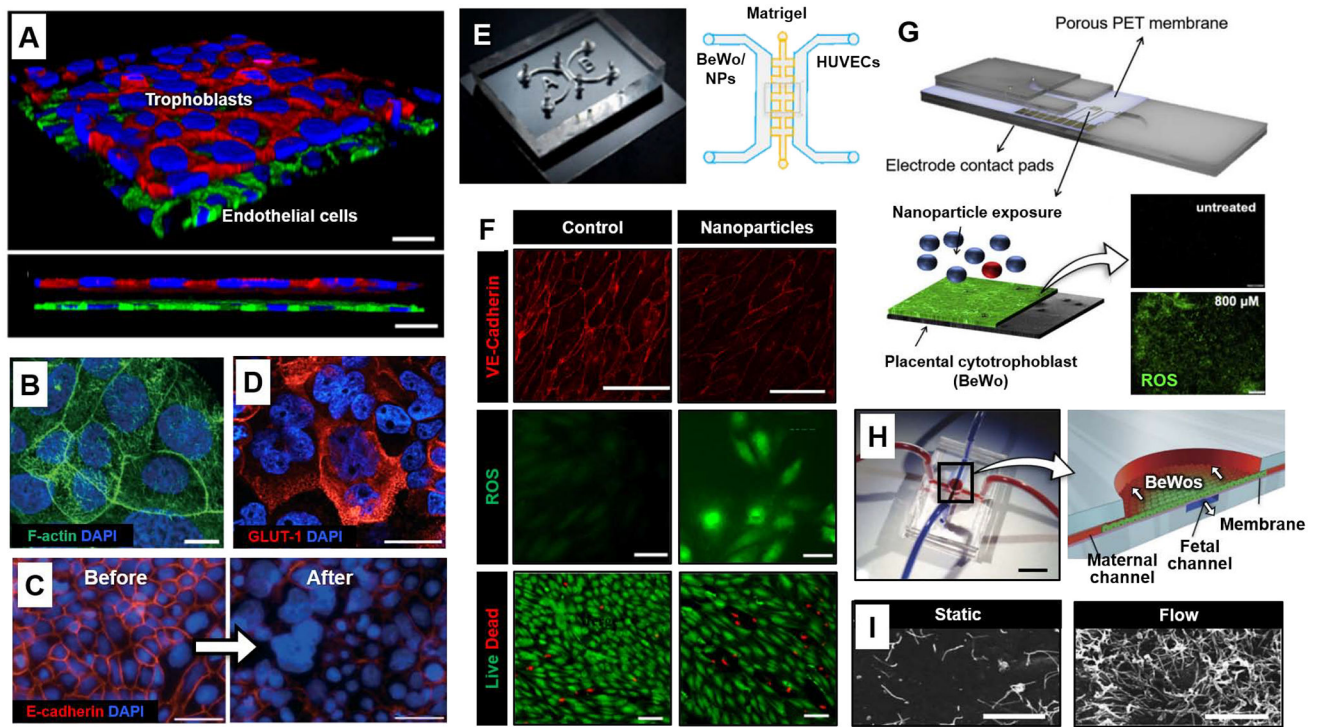 A
Trophoblasts
Endothelial cells
B
F-actin DAPI
D
GLUT-1 DAPI
C
Before
After
E-cadherin DAPI
E
A
B
Matrigel
BeWo/
NPs
HUVECs
F
Control
Nanoparticles
VE-Cadherin
ROS
Live Dead
G
Porous PET membrane
Electrode contact pads
Nanoparticle exposure
Placental cytotrophoblast
(BeWo)
untreated
800 µM
ROS
H
BeWos
Membrane
Fetal
channel
Maternal
channel
I
Static
Flow